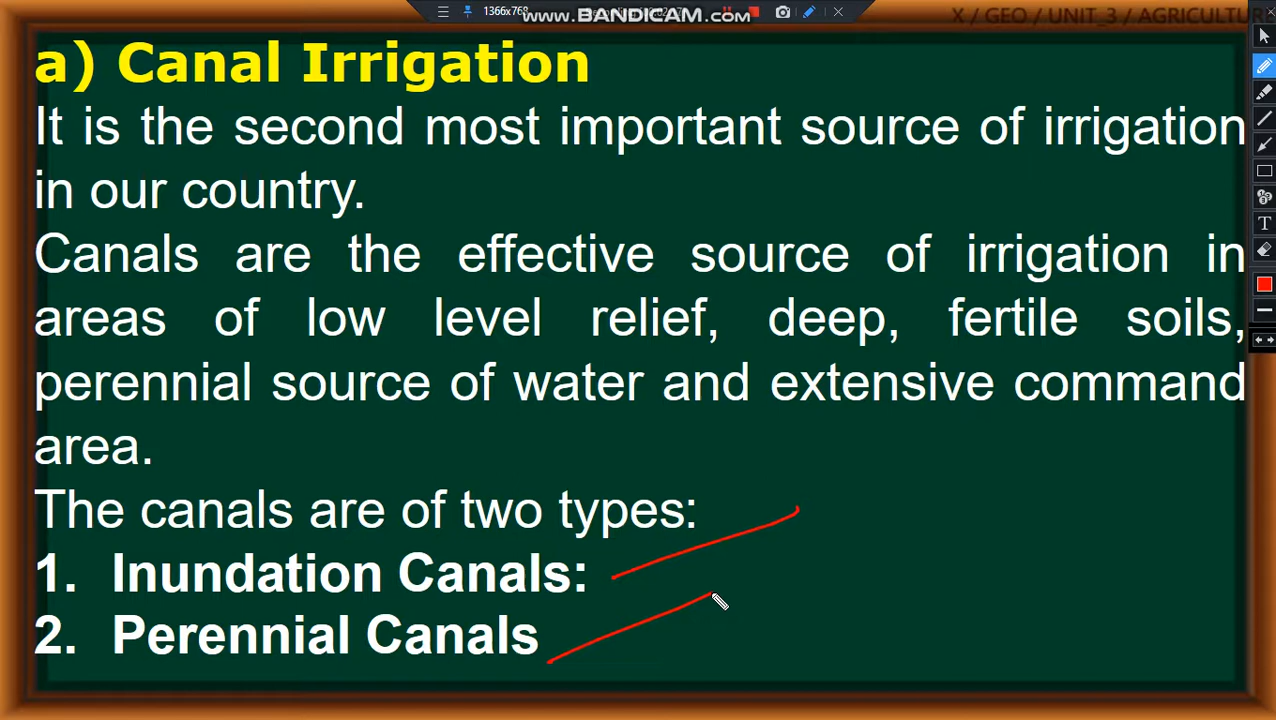 1366x768
www.BANDICAM.com
X / GEO / UNIT_3 / AGRICULTURE
a) Canal Irrigation
It is the second most important source of irrigation
in our country.
Canals are the effective source of irrigation in
areas of low level relief, deep, fertile soils,
perennial source of water and extensive command
area.
The canals are of two types:
1. Inundation Canals:
2. Perennial Canals